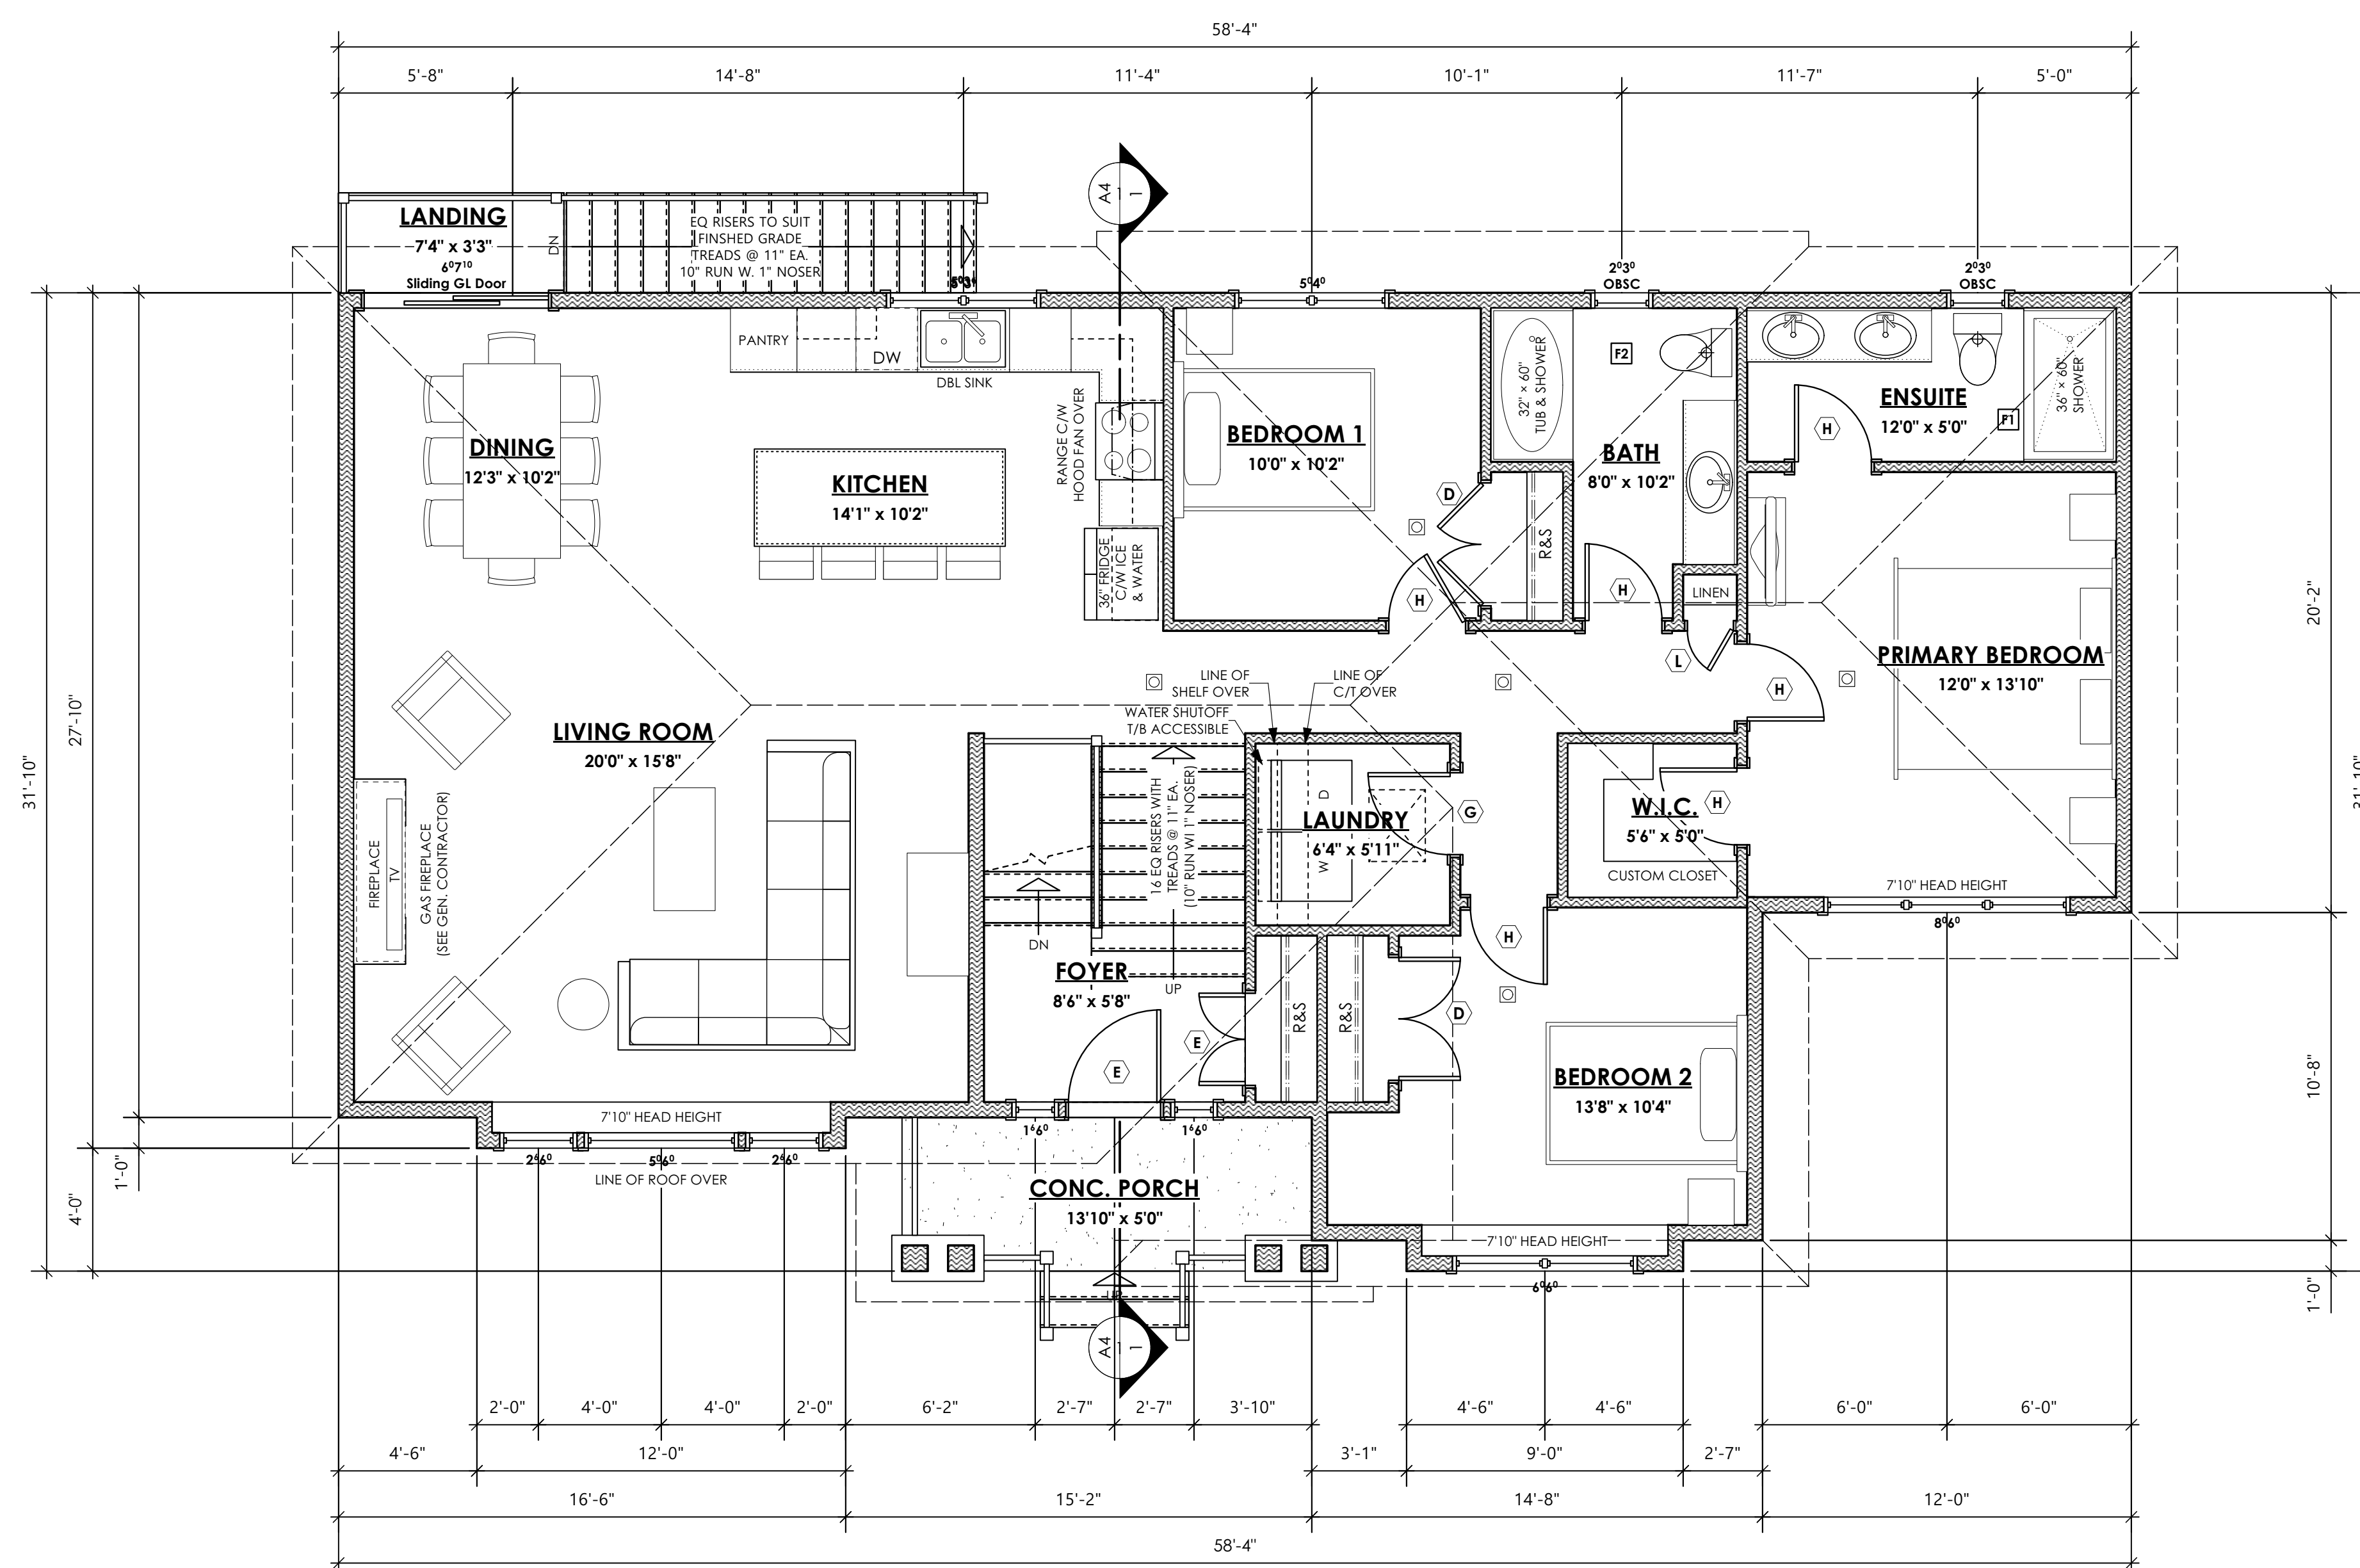 58'-4"
5'-8"
14'-8"
11'-4"
10'-1"
11'-7"
5'-0"
A4
1
1
LANDING
7'4" x 3'3"
6⁰7¹⁰
Sliding GL Door
DN
EQ RISERS TO SUIT
FINSHED GRADE
TREADS @ 11" EA.
10" RUN W. 1" NOSER
5⁰4⁰
2⁰3⁰
OBSC
2⁰3⁰
OBSC
PANTRY
DW
DBL SINK
RANGE C/W
HOOD FAN OVER
36" FRIDGE
C/W ICE
& WATER
DINING
12'3" x 10'2"
KITCHEN
14'1" x 10'2"
BEDROOM 1
10'0" x 10'2"
D
H
R&S
32" × 60"
TUB & SHOWER
F2
BATH
8'0" x 10'2"
H
LINEN
L
ENSUITE
12'0" x 5'0"
F1
H
36" × 60"
SHOWER
PRIMARY BEDROOM
12'0" x 13'10"
H
LIVING ROOM
20'0" x 15'8"
FIREPLACE
TV
GAS FIREPLACE
(SEE GEN. CONTRACTOR)
LINE OF
SHELF OVER
LINE OF
C/T OVER
WATER SHUTOFF
T/B ACCESSIBLE
16 EQ RISERS WITH
TREADS @ 11" EA.
(10" RUN WI 1" NOSER)
DN
UP
W
D
LAUNDRY
6'4" x 5'11"
G
W.I.C.
5'6" x 5'0"
H
CUSTOM CLOSET
7'10" HEAD HEIGHT
8⁰6⁰
FOYER
8'6" x 5'8"
E
E
R&S
R&S
D
H
BEDROOM 2
13'8" x 10'4"
7'10" HEAD HEIGHT
2⁶6⁰
5⁰6⁰
2⁶6⁰
LINE OF ROOF OVER
1⁶6⁰
1⁶6⁰
CONC. PORCH
13'10" x 5'0"
UP
7'10" HEAD HEIGHT
6⁰6⁰
A4
1
1
31'-10"
27'-10"
4'-0"
1'-0"
20'-2"
10'-8"
1'-0"
31'-10"
2'-0"
4'-0"
4'-0"
2'-0"
6'-2"
2'-7"
2'-7"
3'-10"
4'-6"
4'-6"
6'-0"
6'-0"
4'-6"
12'-0"
3'-1"
9'-0"
2'-7"
16'-6"
15'-2"
14'-8"
12'-0"
58'-4"